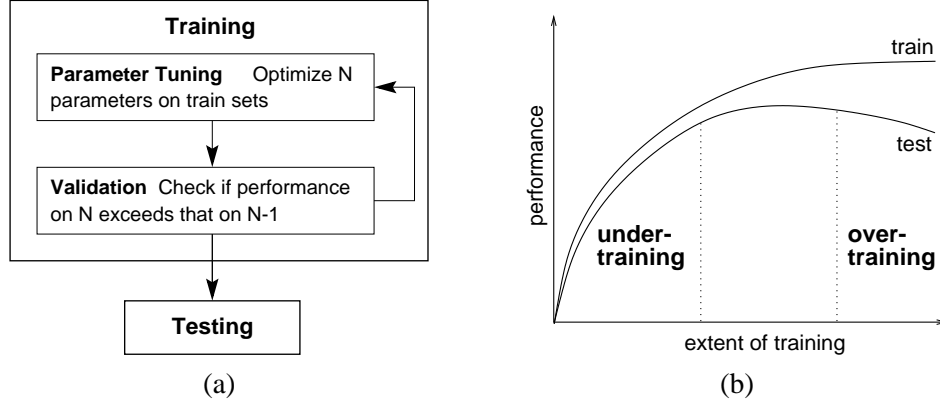 Training
Parameter Tuning Optimize N
parameters on train sets
Validation Check if performance
on N exceeds that on N-1
Testing
(a)
performance
train
test
under-
training
over-
training
extent of training
(b)